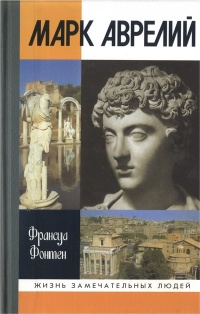 МАРК АВРЕЛИЙ
Франсуа
Фонтен
ЖИЗНЬ ЗАМЕЧАТЕЛЬНЫХ ЛЮДЕЙ